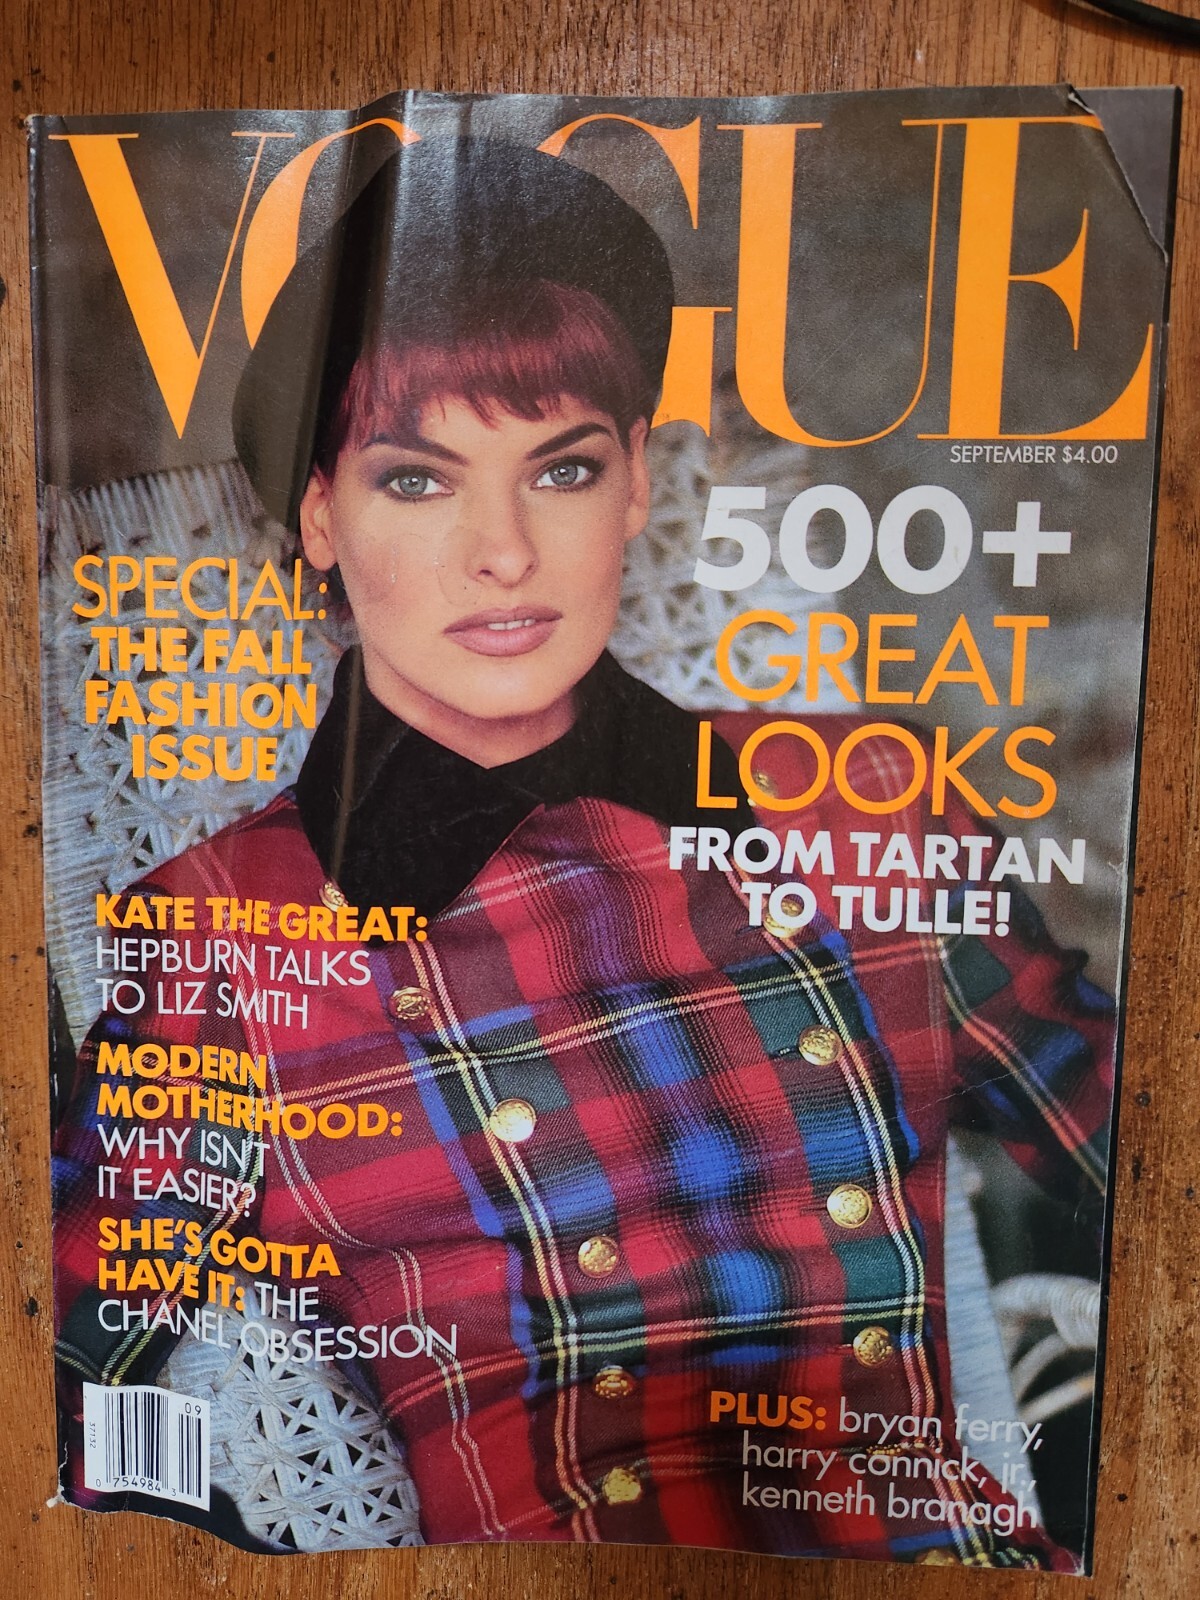 VOGUE
SEPTEMBER $4.00
500+
GREAT
LOOKS
FROM TARTAN
TO TULLE!
SPECIAL:
THE FALL
FASHION
ISSUE
KATE THE GREAT:
HEPBURN TALKS
TO LIZ SMITH
MODERN
MOTHERHOOD:
WHY ISN'T
IT EASIER?
SHE'S GOTTA
HAVE IT: THE
CHANEL OBSESSION
PLUS: bryan ferry,
harry connick, jr.,
kenneth branagh
09
37132
0 754984 3